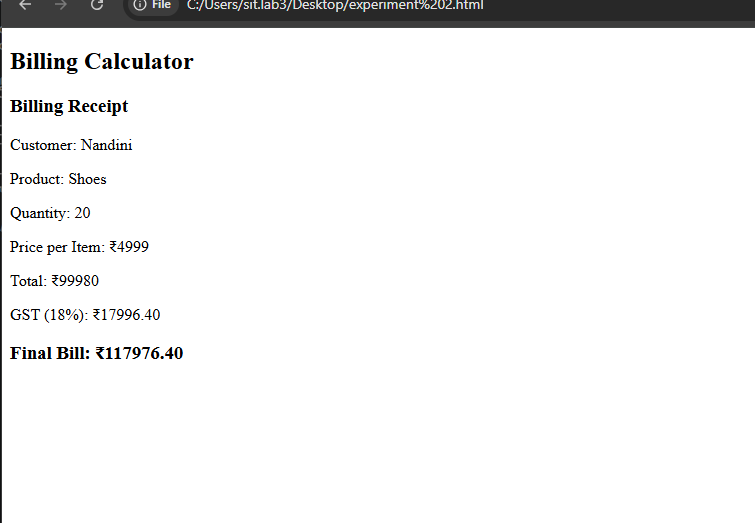 File C:/Users/sit.lab3/Desktop/experiment%202.html
Billing Calculator
Billing Receipt
Customer: Nandini
Product: Shoes
Quantity: 20
Price per Item: ₹4999
Total: ₹99980
GST (18%): ₹17996.40
Final Bill: ₹117976.40